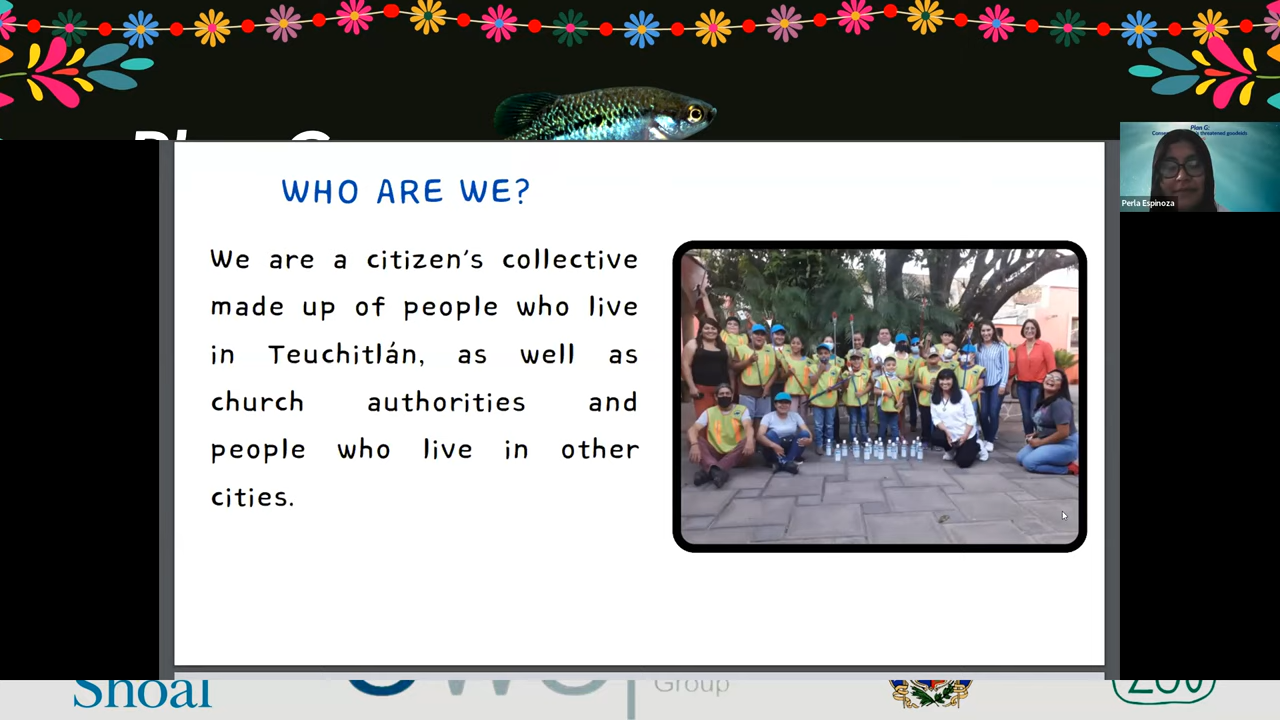 Plan G:
Perla Espinoza
WHO ARE WE?
We are a citizen's collective
made up of people who live
in Teuchitlán, as well as
church authorities and
people who live in other
cities.
Shoal
Group